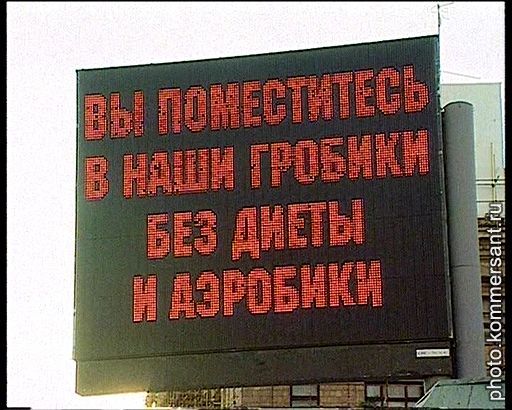 ВЫ ПОМЕСТИТЕСЬ
В НАШИ ГРОБИКИ
БЕЗ ДИЕТЫ
И АЭРОБИКИ
photo.kommersant.ru